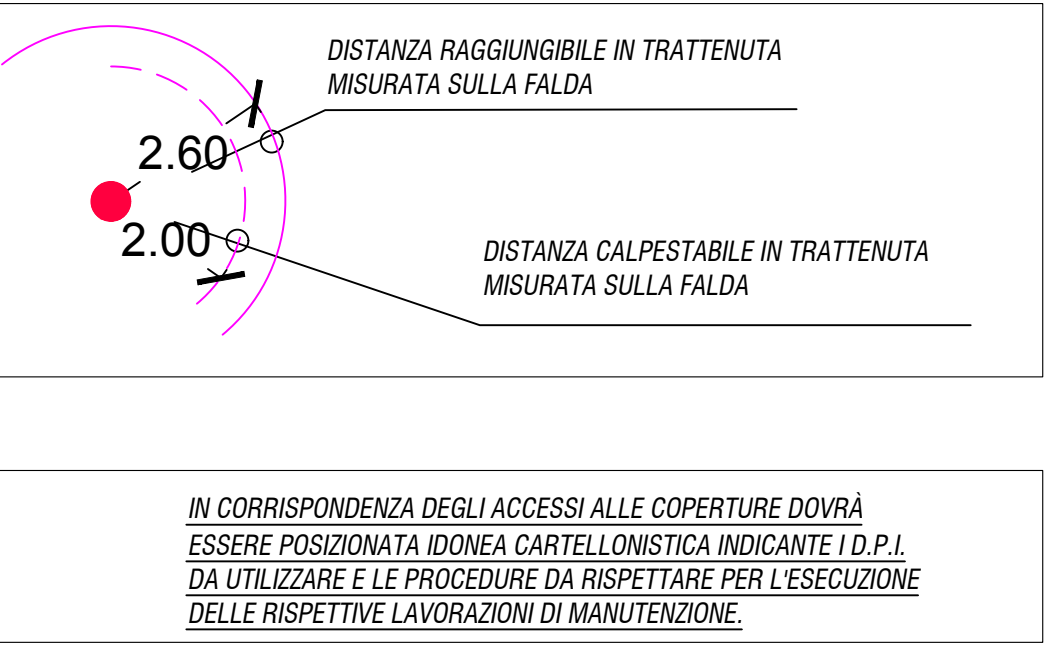 DISTANZA RAGGIUNGIBILE IN TRATTENUTA
MISURATA SULLA FALDA
2.60
2.00
DISTANZA CALPESTABILE IN TRATTENUTA
MISURATA SULLA FALDA
IN CORRISPONDENZA DEGLI ACCESSI ALLE COPERTURE DOVRÀ
ESSERE POSIZIONATA IDONEA CARTELLONISTICA INDICANTE I D.P.I.
DA UTILIZZARE E LE PROCEDURE DA RISPETTARE PER L'ESECUZIONE
DELLE RISPETTIVE LAVORAZIONI DI MANUTENZIONE.